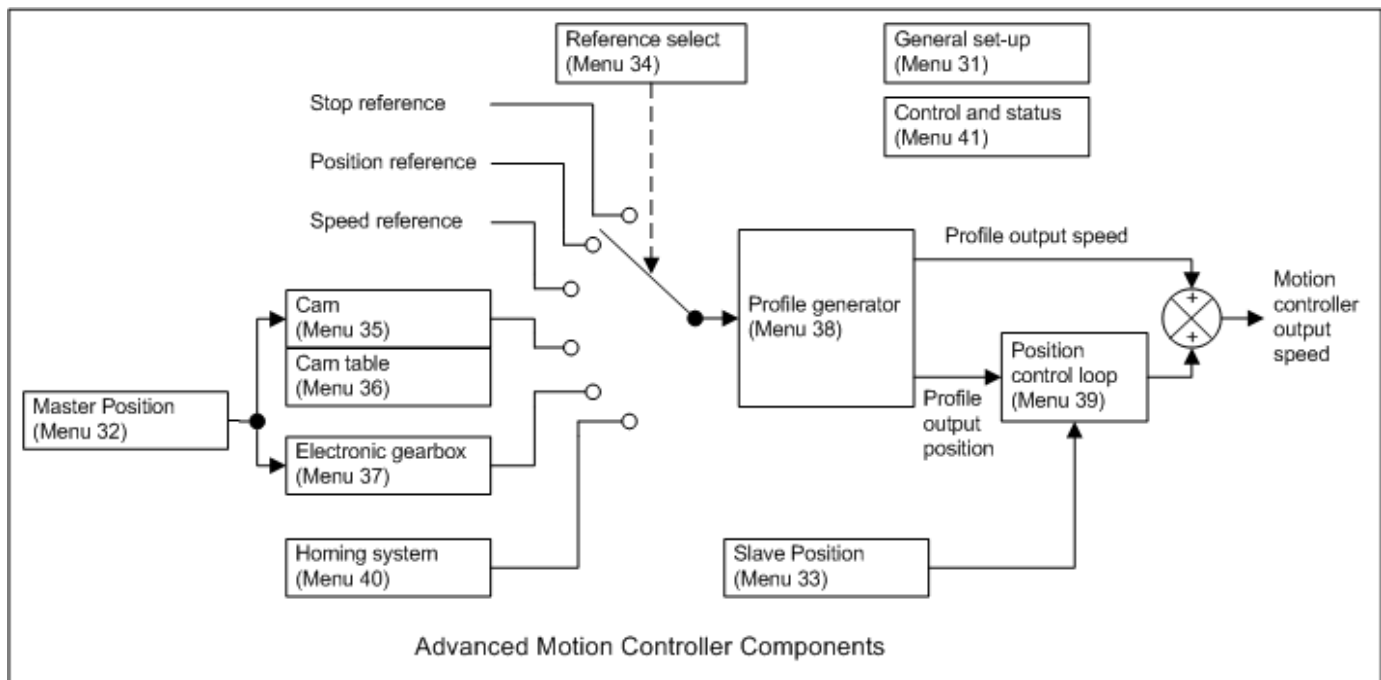 Reference select
(Menu 34)
General set-up
(Menu 31)
Control and status
(Menu 41)
Stop reference
Position reference
Speed reference
Cam
(Menu 35)
Cam table
(Menu 36)
Master Position
(Menu 32)
Electronic gearbox
(Menu 37)
Homing system
(Menu 40)
Profile generator
(Menu 38)
Profile output speed
Profile
output
position
Position
control loop
(Menu 39)
+
+
Motion
controller
output
speed
Slave Position
(Menu 33)
Advanced Motion Controller Components